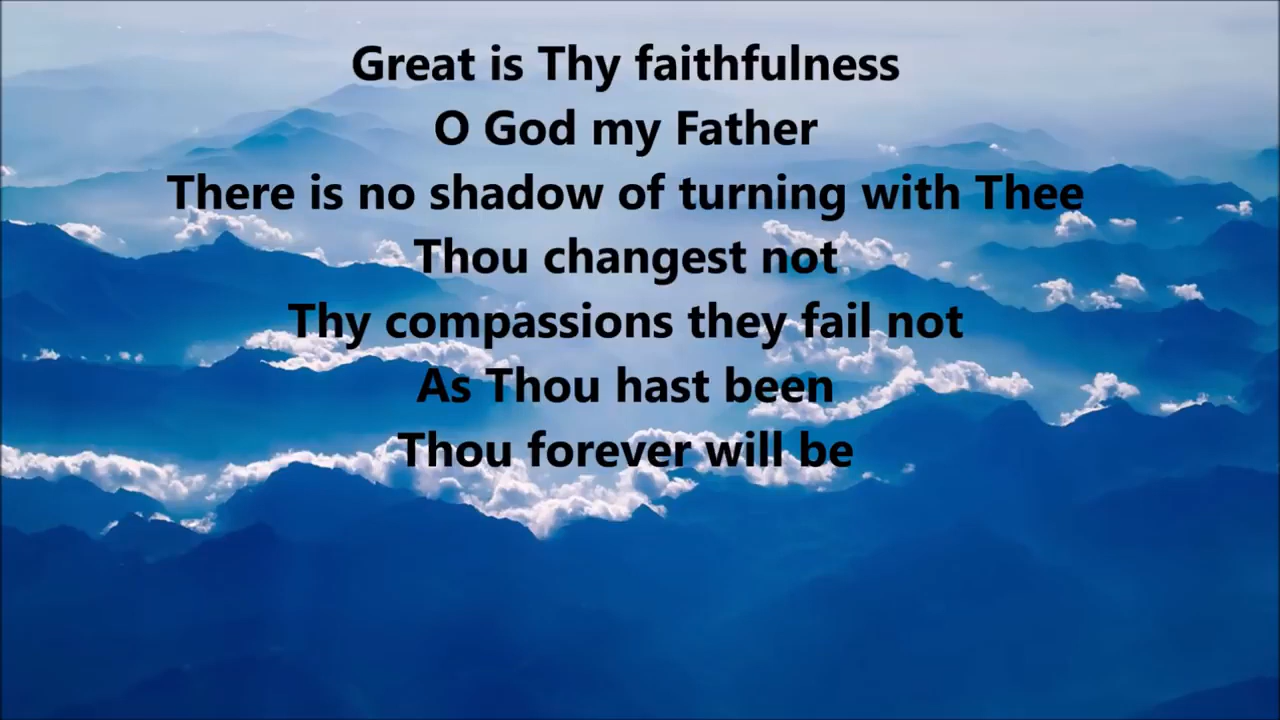 Great is Thy faithfulness
O God my Father
There is no shadow of turning with Thee
Thou changest not
Thy compassions they fail not
As Thou hast been
Thou forever will be